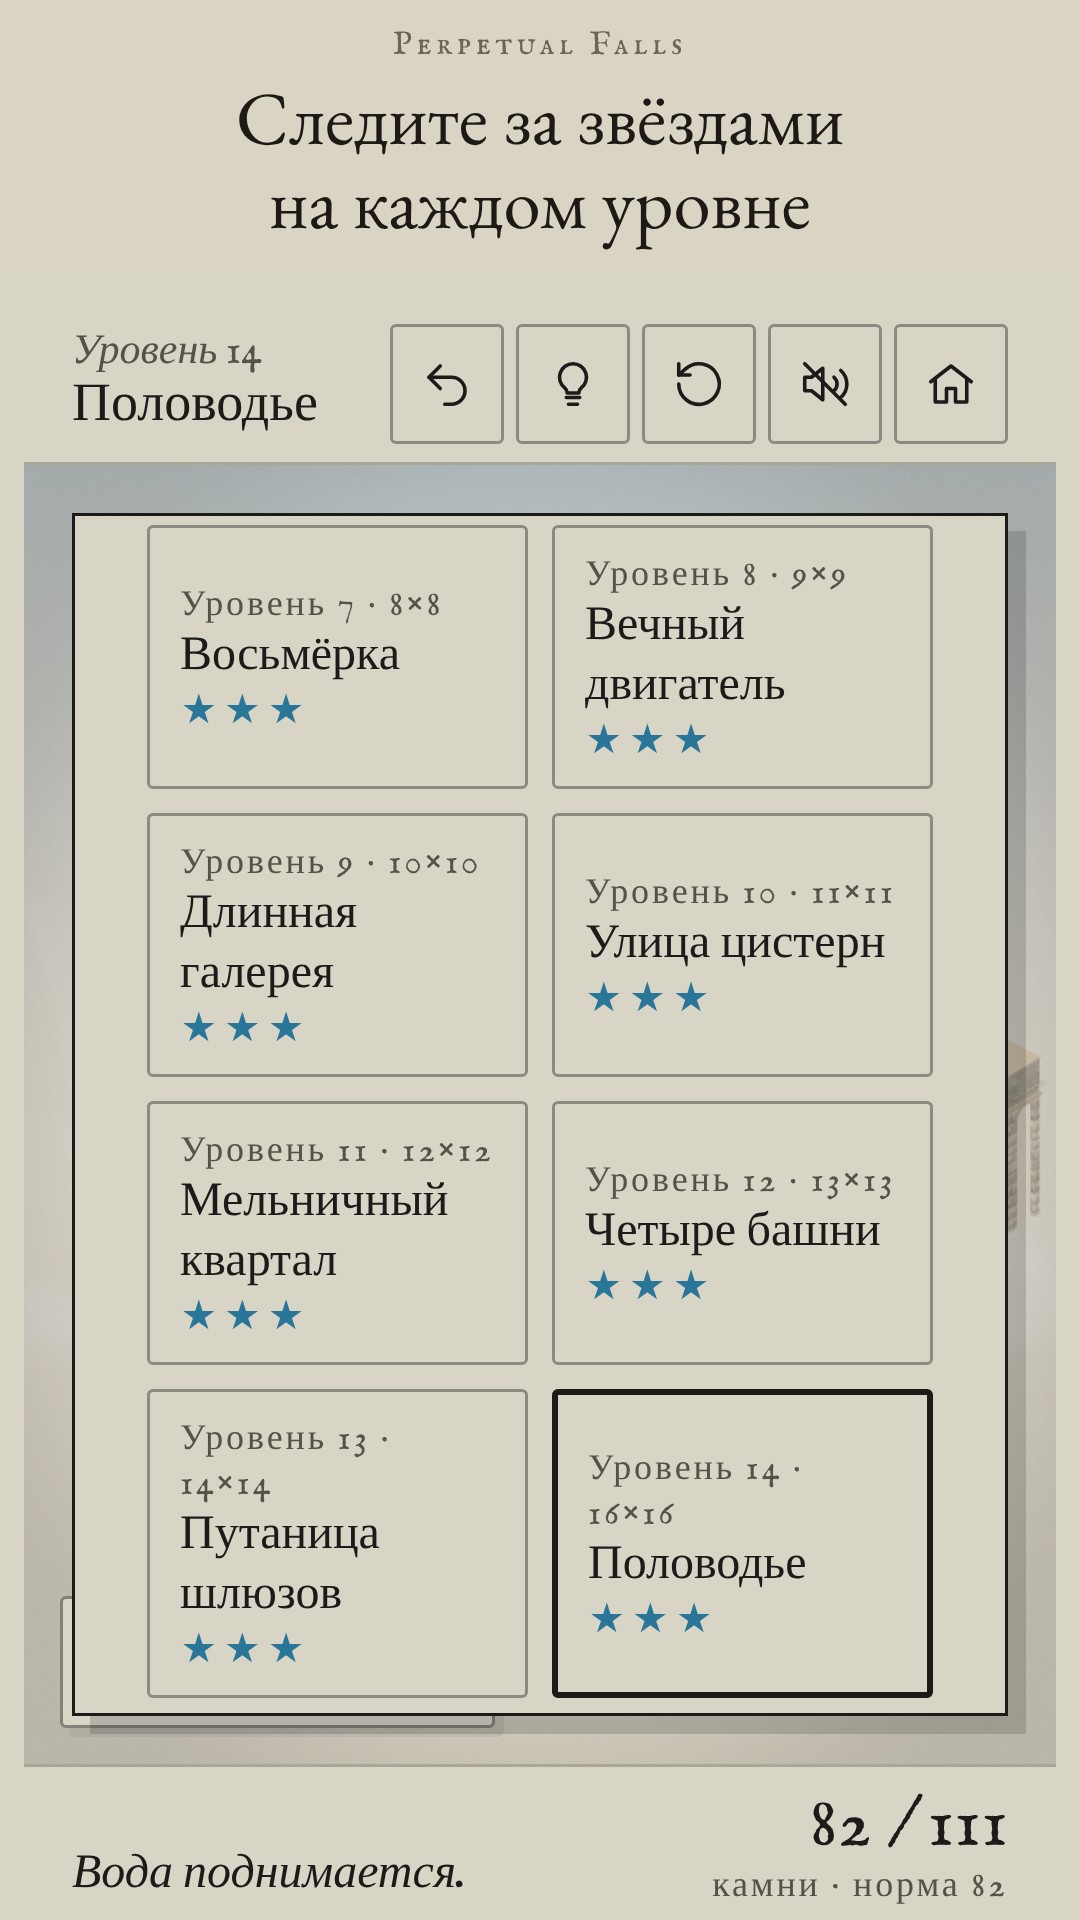 Perpetual Falls
Следите за звёздами
на каждом уровне
Уровень 14
Половодье
Уровень 7 · 8×8
Восьмёрка
★ ★ ★
Уровень 8 · 9×9
Вечный
двигатель
★ ★ ★
Уровень 9 · 10×10
Длинная
галерея
★ ★ ★
Уровень 10 · 11×11
Улица цистерн
★ ★ ★
Уровень 11 · 12×12
Мельничный
квартал
★ ★ ★
Уровень 12 · 13×13
Четыре башни
★ ★ ★
Уровень 13 ·
14×14
Путаница
шлюзов
★ ★ ★
Уровень 14 ·
16×16
Половодье
★ ★ ★
Вода поднимается.
82 / 111
камни · норма 82